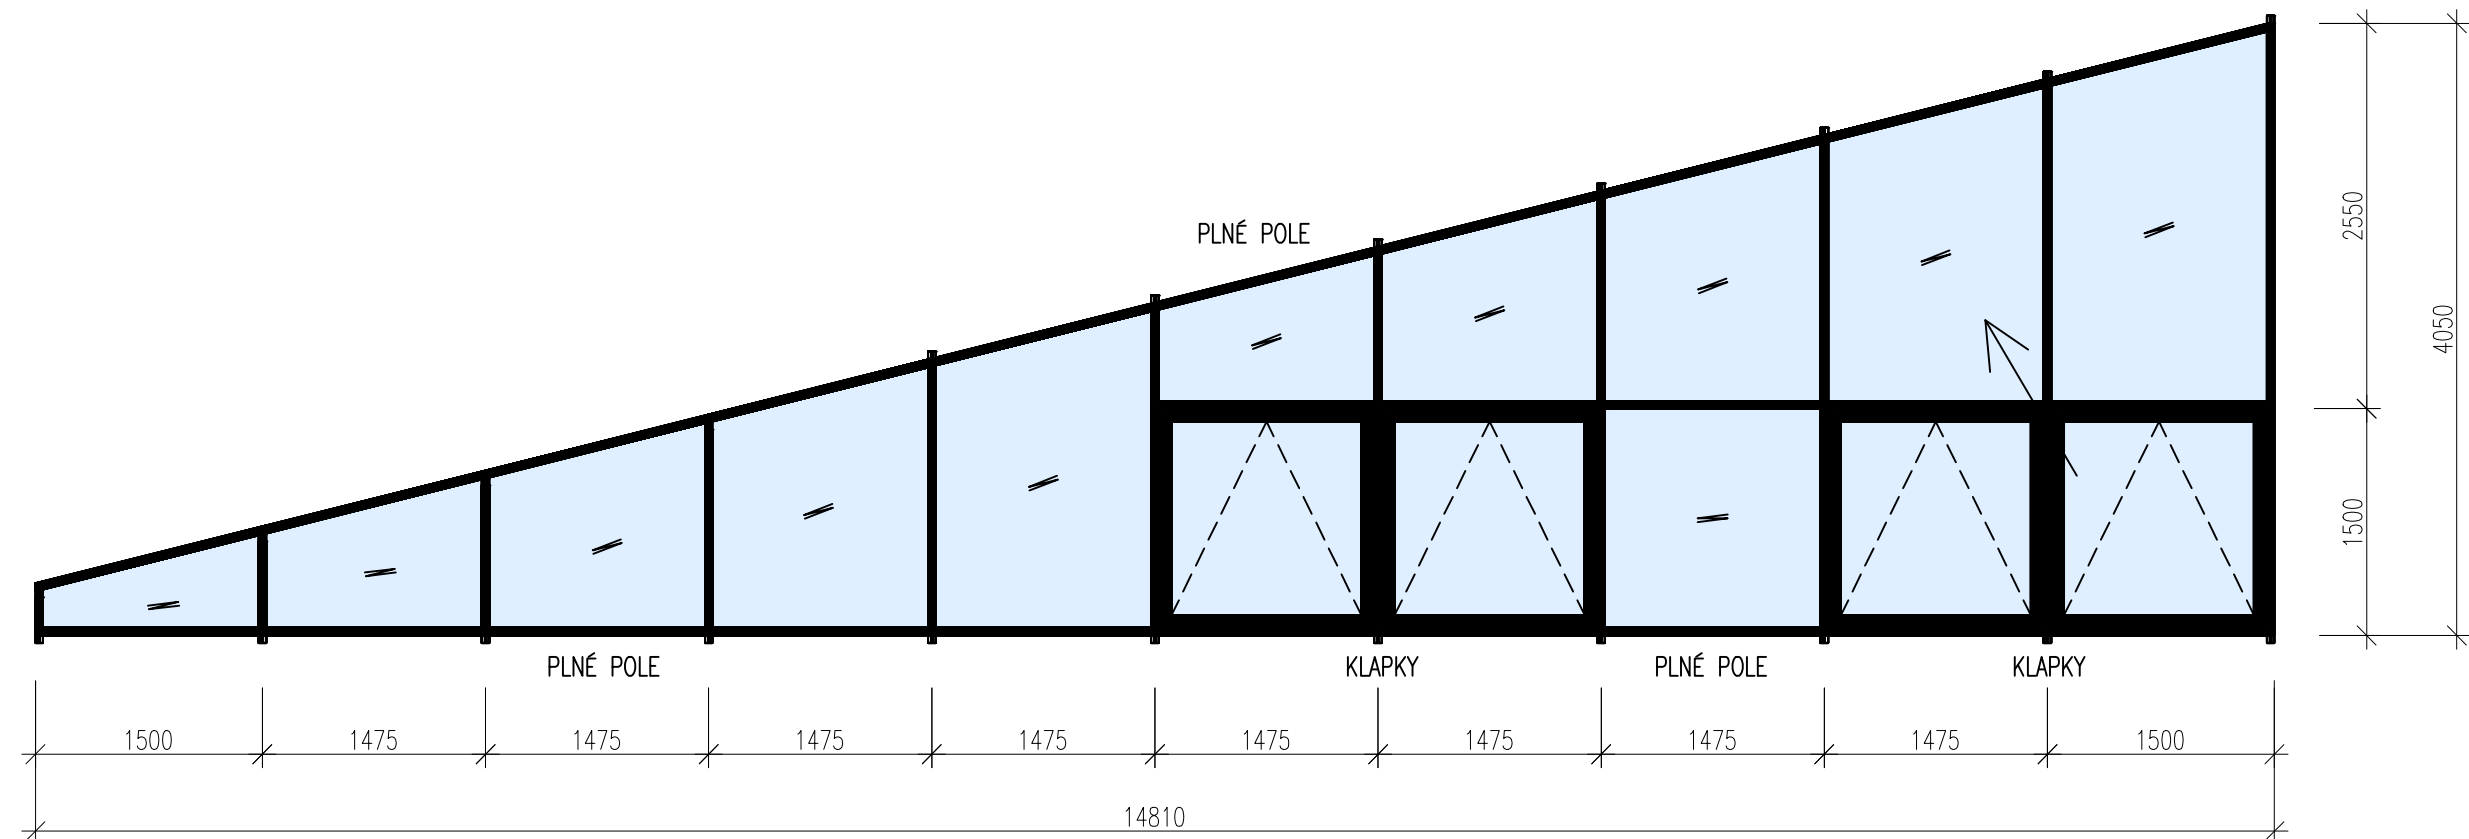 PLNÉ POLE
2550
4050
1500
PLNÉ POLE KLAPKY PLNÉ POLE KLAPKY
1500 1475 1475 1475 1475 1475 1475 1475 1475 1500
14810